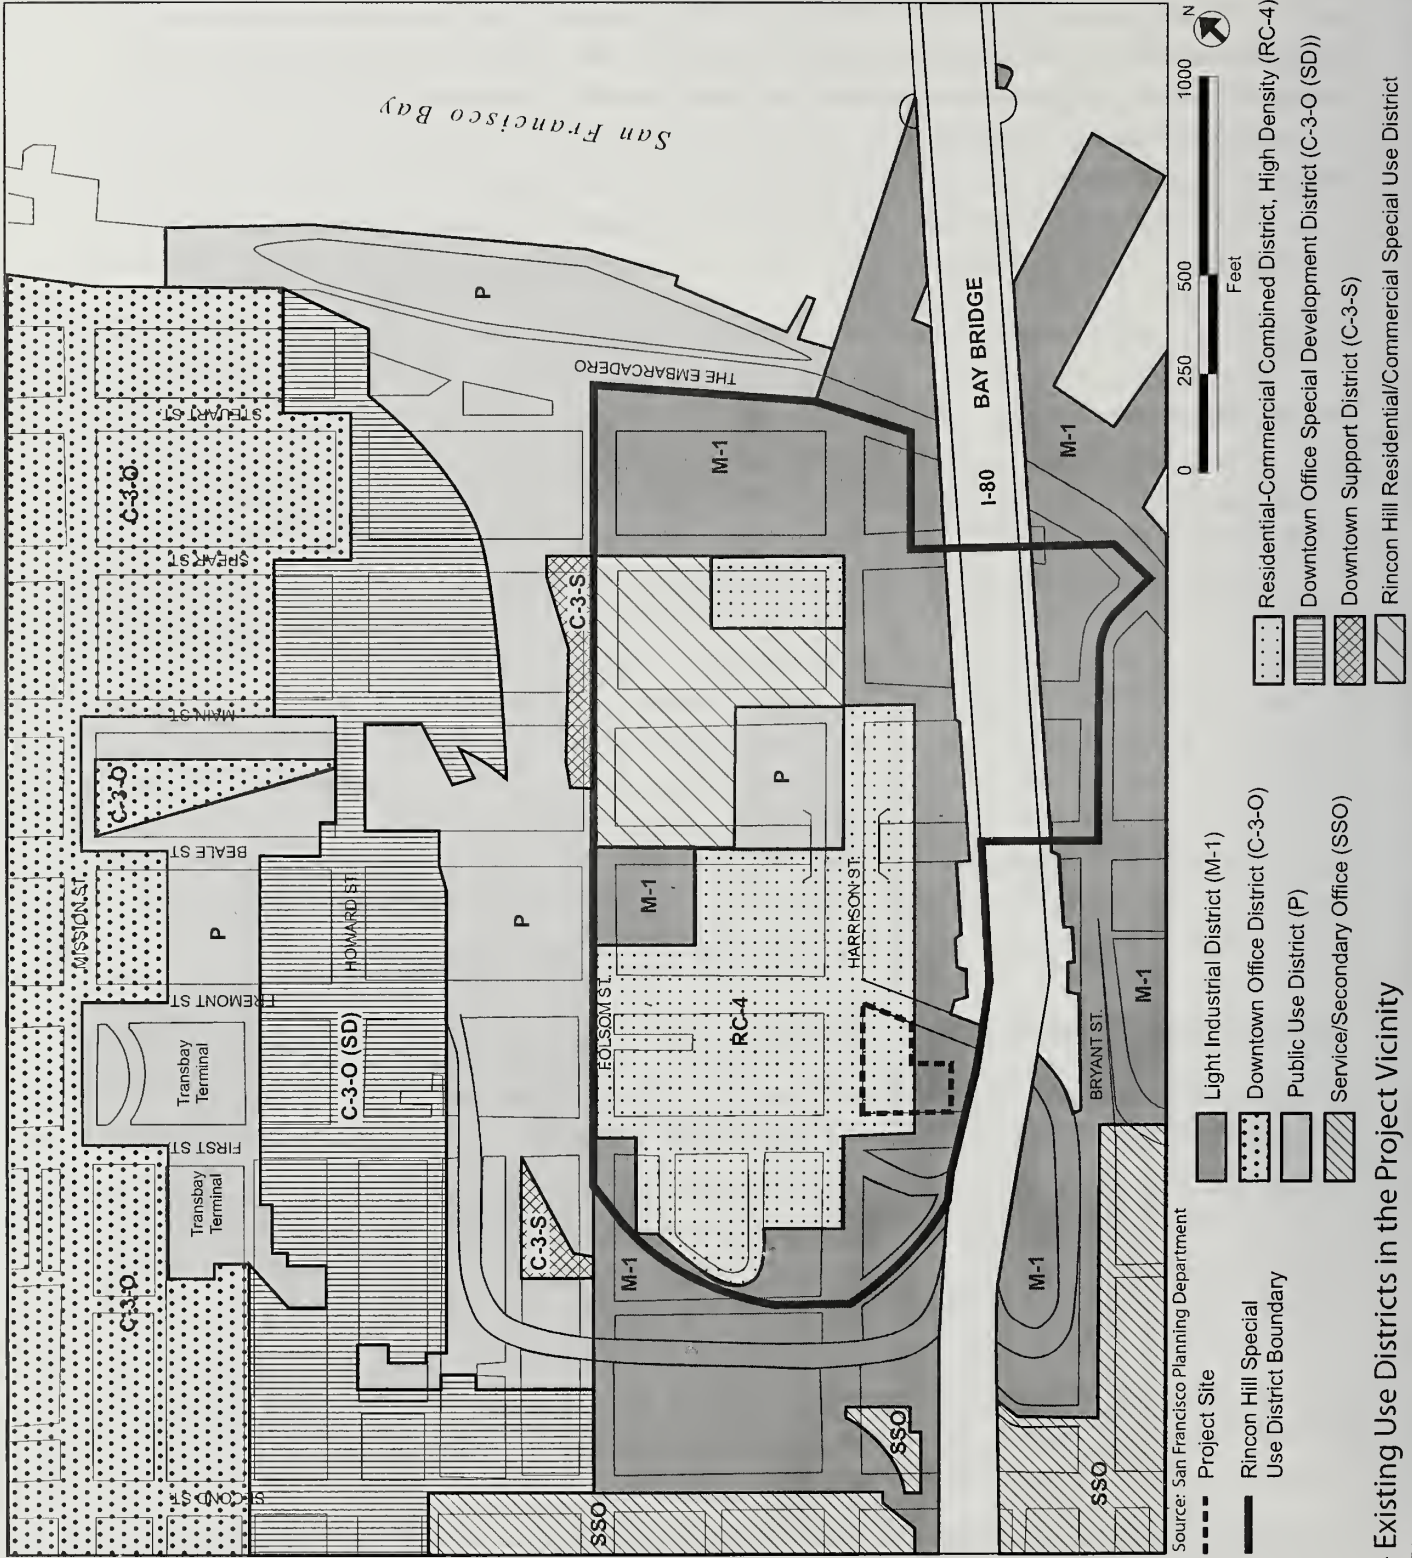 San Francisco Bay
C-3-O
STEUART ST.
SPEAR ST.
MAIN ST.
C-3-O
BEALE ST.
MISSION ST.
P
HOWARD ST.
FREMONT ST.
Transbay
Terminal
C-3-O (SD)
FIRST ST.
Transbay
Terminal
C-3-O
SECOND ST.
P
THE EMBARCADERO
P
C-3-S
C-3-S
M-1
P
M-1
FOLSOM ST.
HARRISON ST.
RC-4
M-1
SSO
SSO
BAY BRIDGE
I-80
M-1
M-1
BRYANT ST.
M-1
SSO
N
0 250 500 1000
Feet
Source: San Francisco Planning Department
Project Site
Rincon Hill Special
Use District Boundary
Light Industrial District (M-1)
Downtown Office District (C-3-O)
Public Use District (P)
Service/Secondary Office (SSO)
Residential-Commercial Combined District, High Density (RC-4)
Downtown Office Special Development District (C-3-O (SD))
Downtown Support District (C-3-S)
Rincon Hill Residential/Commercial Special Use District
Existing Use Districts in the Project Vicinity